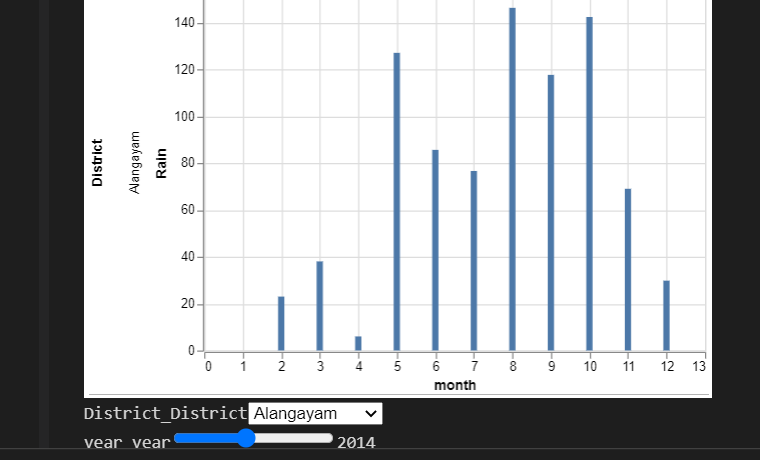 140
120
100
80
60
40
20
0
District
Alangayam
Rain
0 1 2 3 4 5 6 7 8 9 10 11 12 13
month
District_District Alangayam
year_year 2014